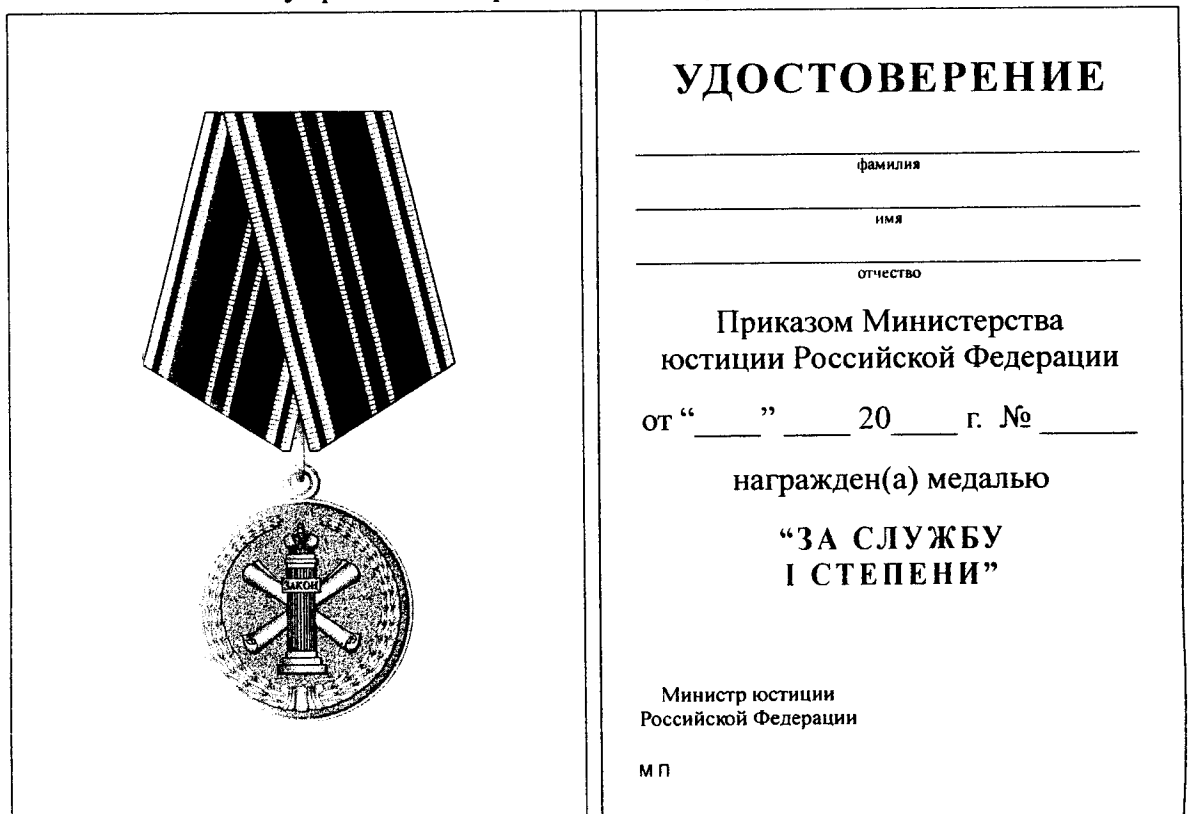 ЗАКОН
УДОСТОВЕРЕНИЕ
фамилия
имя
отчество
Приказом Министерства
юстиции Российской Федерации
от “____” ____ 20____ г. № ______
награжден(а) медалью
“ЗА СЛУЖБУ
I СТЕПЕНИ”
Министр юстиции
Российской Федерации
М П